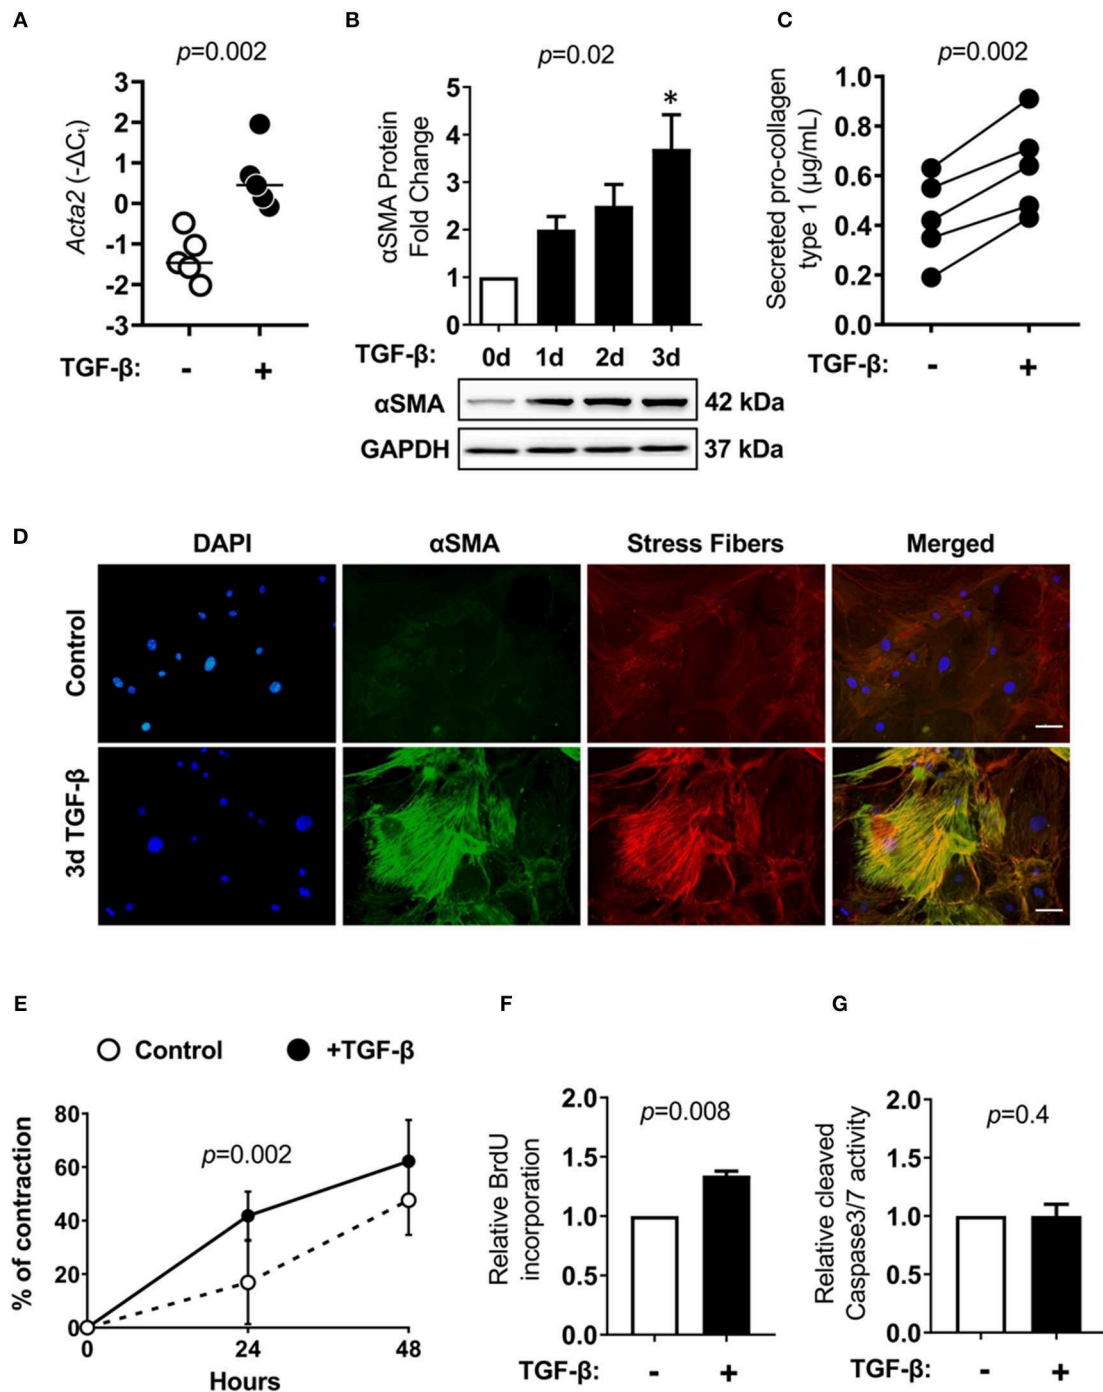 A
B
C
p=0.002
p=0.02
p=0.002
Acta2 (-ΔCt)
3
2
1
0
-1
-2
-3
TGF-β: - +
αSMA Protein
Fold Change
5
4
3
2
1
0
*
TGF-β: 0d 1d 2d 3d
αSMA 42 kDa
GAPDH 37 kDa
Secreted pro-collagen
type 1 (µg/mL)
1.0
0.8
0.6
0.4
0.2
0.0
TGF-β: - +
D
DAPI αSMA Stress Fibers Merged
Control
3d TGF-β
E
Control +TGF-β
% of contraction
80
60
40
20
0
p=0.002
0 24 48
Hours
F
Relative BrdU
incorporation
2.0
1.5
1.0
0.5
0.0
p=0.008
TGF-β: - +
G
Relative cleaved
Caspase3/7 activity
2.0
1.5
1.0
0.5
0.0
p=0.4
TGF-β: - +